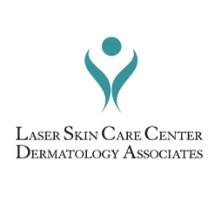 Laser Skin Care Center
Dermatology Associates